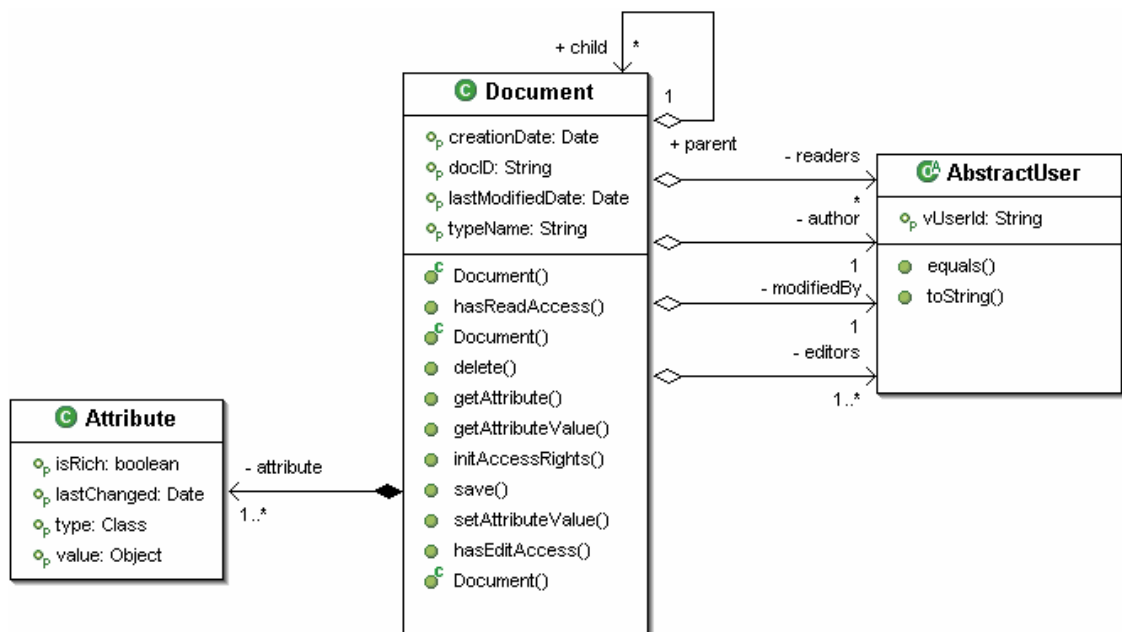 + child
*
C Document
1
creationDate: Date
docID: String
lastModifiedDate: Date
typeName: String
+ parent
- readers
*
- author
1
- modifiedBy
1
- editors
1..*
CA AbstractUser
vUserId: String
equals()
toString()
Document()
hasReadAccess()
Document()
delete()
getAttribute()
getAttributeValue()
initAccessRights()
save()
setAttributeValue()
hasEditAccess()
Document()
C Attribute
isRich: boolean
lastChanged: Date
type: Class
value: Object
- attribute
1..*